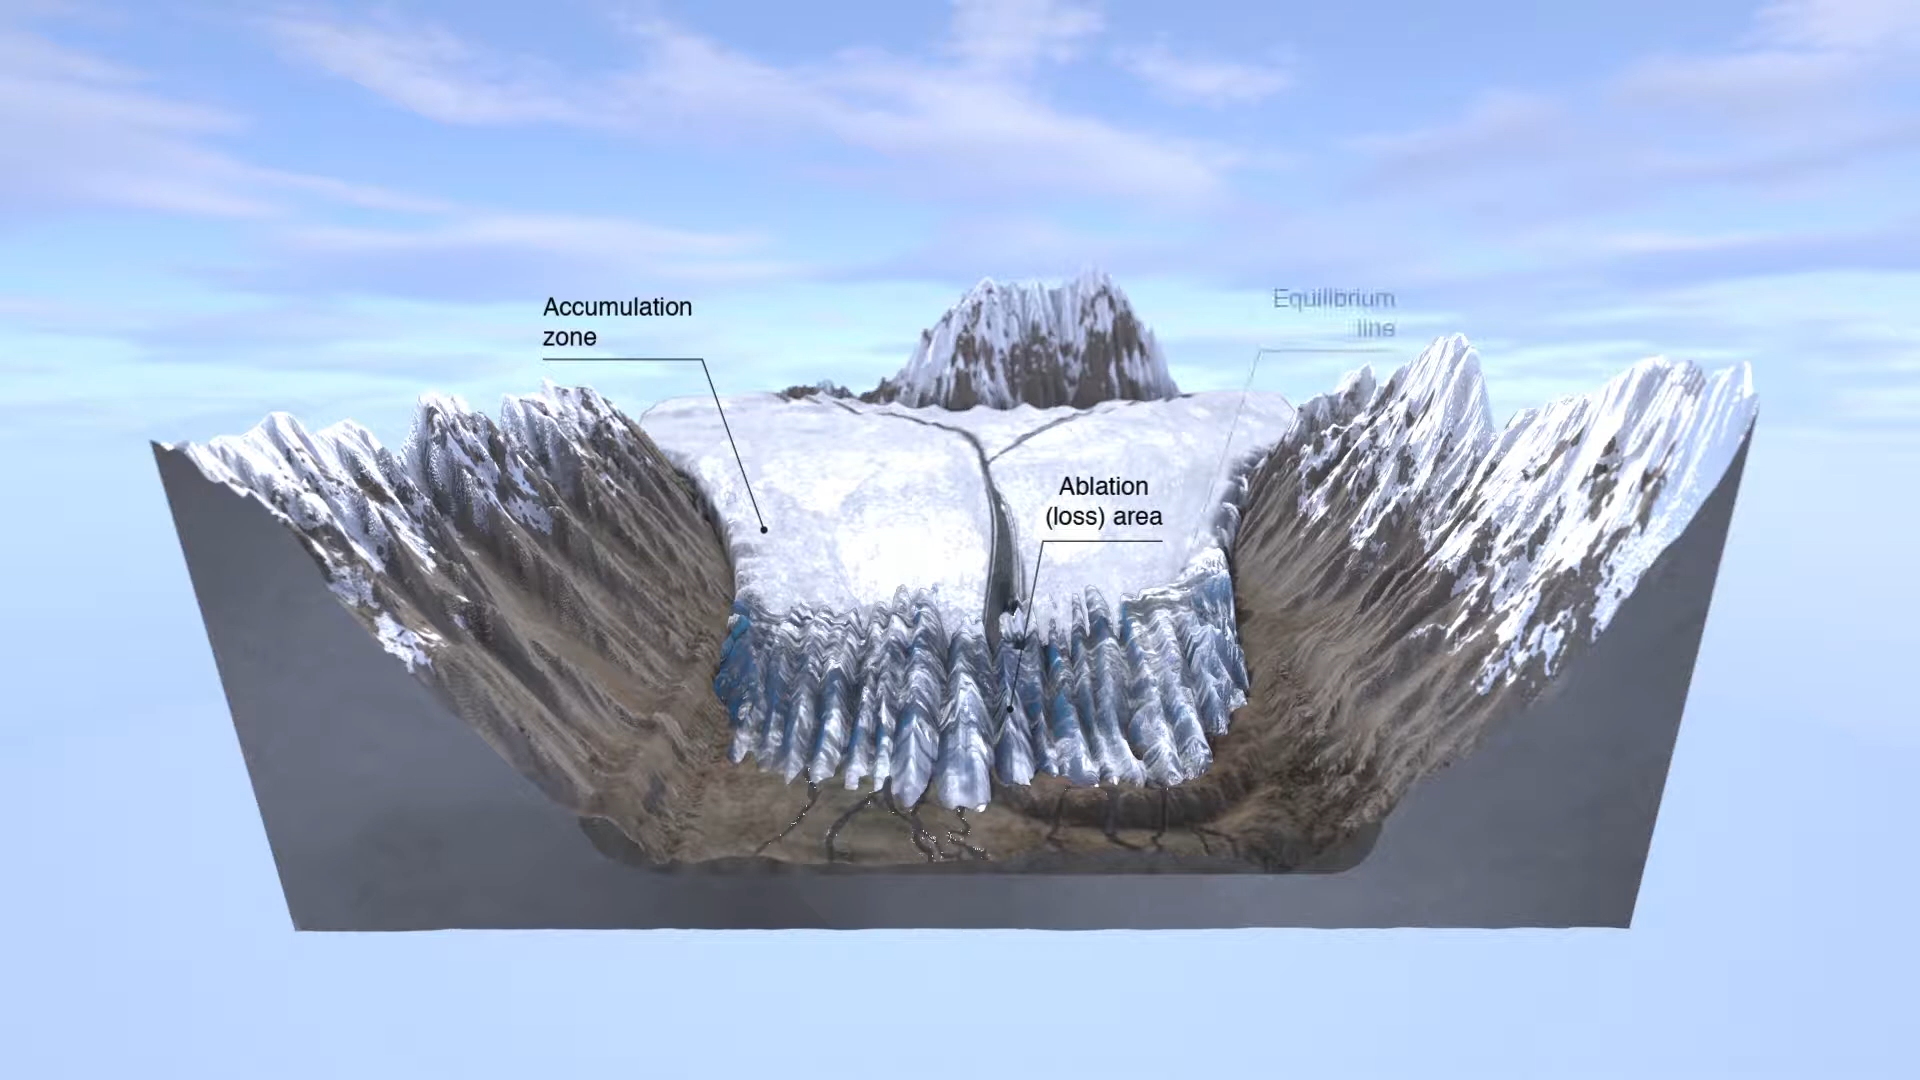 Accumulation
zone
Equilibrium
line
Ablation
(loss) area